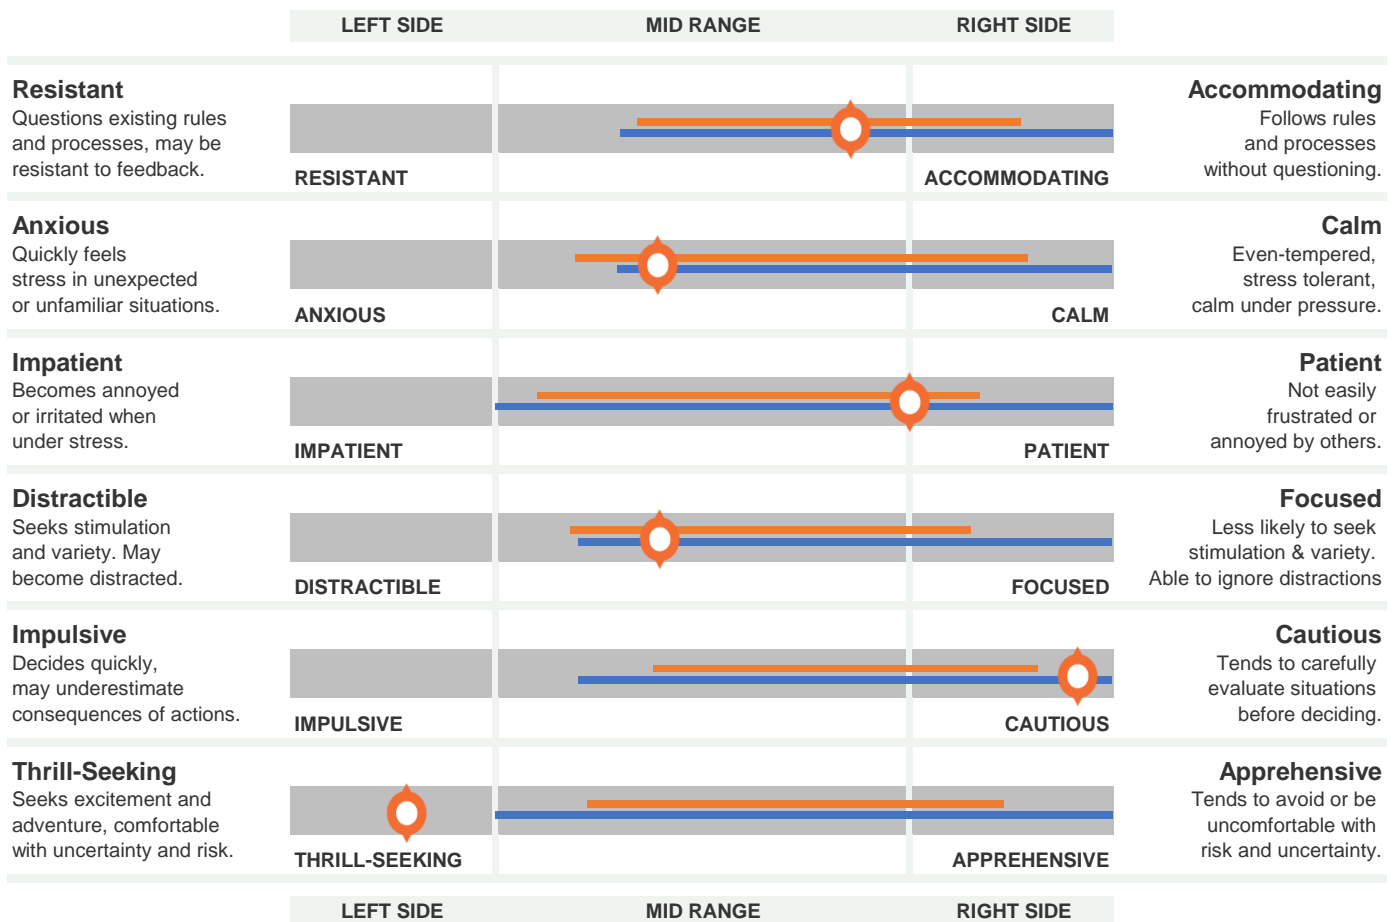 LEFT SIDE MID RANGE RIGHT SIDE
Resistant
Questions existing rules
and processes, may be
resistant to feedback.
RESISTANT ACCOMMODATING
Accommodating
Follows rules
and processes
without questioning.
Anxious
Quickly feels
stress in unexpected
or unfamiliar situations.
ANXIOUS CALM
Calm
Even-tempered,
stress tolerant,
calm under pressure.
Impatient
Becomes annoyed
or irritated when
under stress.
IMPATIENT PATIENT
Patient
Not easily
frustrated or
annoyed by others.
Distractible
Seeks stimulation
and variety. May
become distracted.
DISTRACTIBLE FOCUSED
Focused
Less likely to seek
stimulation & variety.
Able to ignore distractions
Impulsive
Decides quickly,
may underestimate
consequences of actions.
IMPULSIVE CAUTIOUS
Cautious
Tends to carefully
evaluate situations
before deciding.
Thrill-Seeking
Seeks excitement and
adventure, comfortable
with uncertainty and risk.
THRILL-SEEKING APPREHENSIVE
Apprehensive
Tends to avoid or be
uncomfortable with
risk and uncertainty.
LEFT SIDE MID RANGE RIGHT SIDE